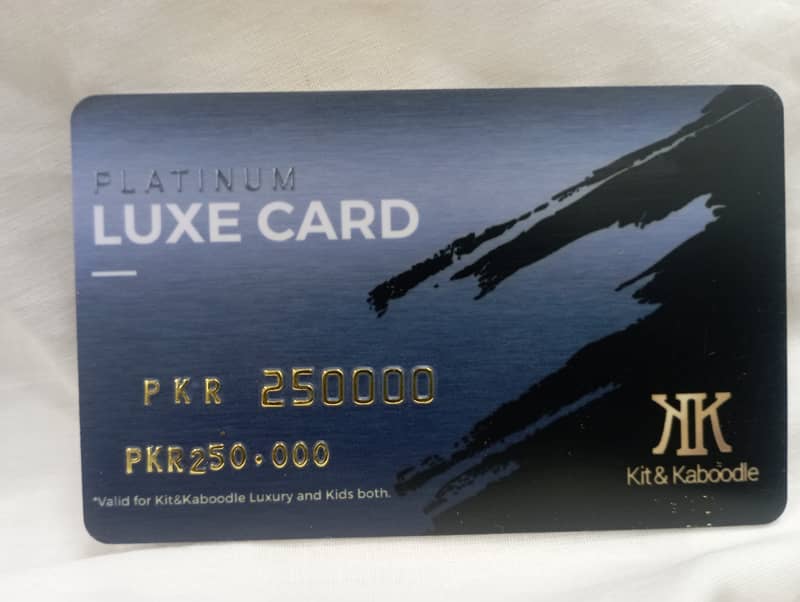 PLATINUM
LUXE CARD
PKR 250000
PKR250.000
*Valid for Kit&Kaboodle Luxury and Kids both.
KK
Kit & Kaboodle